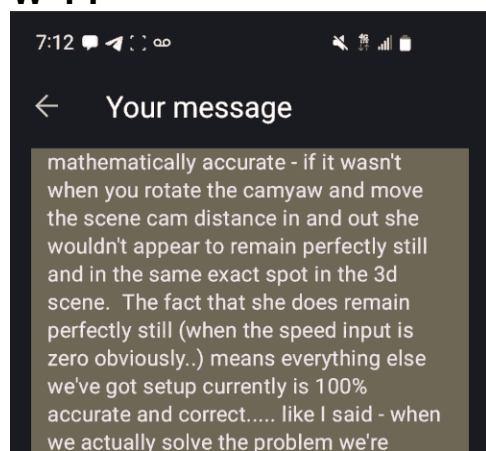 7:12
Your message
mathematically accurate - if it wasn't
when you rotate the camyaw and move
the scene cam distance in and out she
wouldn't appear to remain perfectly still
and in the same exact spot in the 3d
scene. The fact that she does remain
perfectly still (when the speed input is
zero obviously..) means everything else
we've got setup currently is 100%
accurate and correct..... like I said - when
we actually solve the problem we're